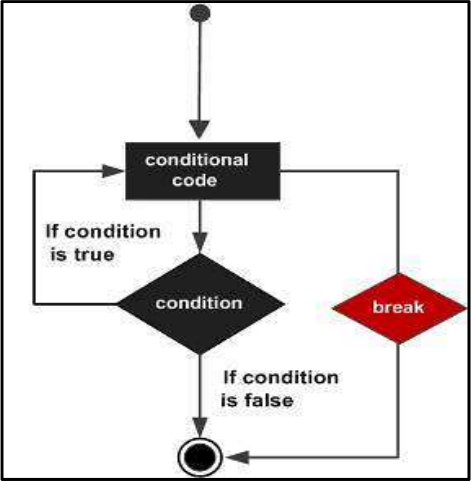 conditional
code
If condition
is true
condition
break
If condition
is false